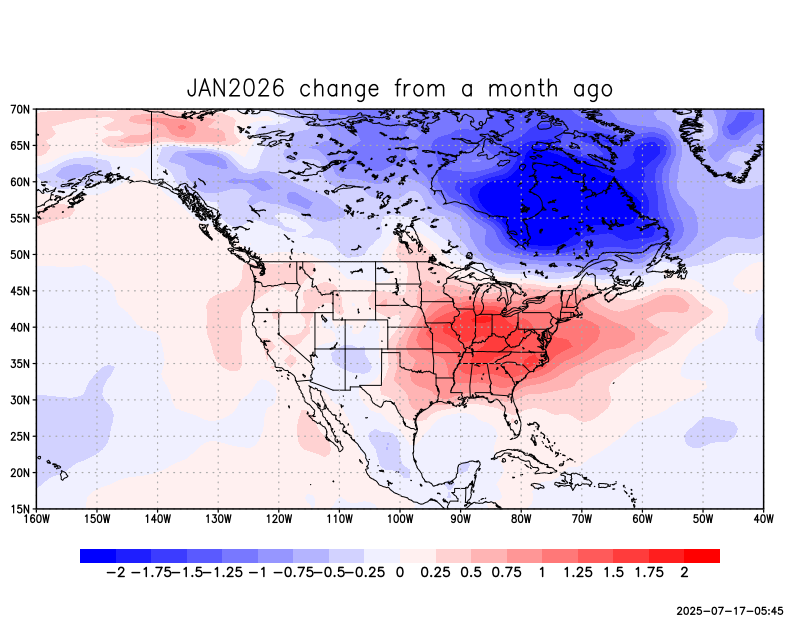 JAN2026 change from a month ago
70N
65N
60N
55N
50N
45N
40N
35N
30N
25N
20N
15N
160W 150W 140W 130W 120W 110W 100W 90W 80W 70W 60W 50W 40W
−2 −1.75 −1.5 −1.25 −1 −0.75 −0.5 −0.25 0 0.25 0.5 0.75 1 1.25 1.5 1.75 2
2025-07-17-05:45